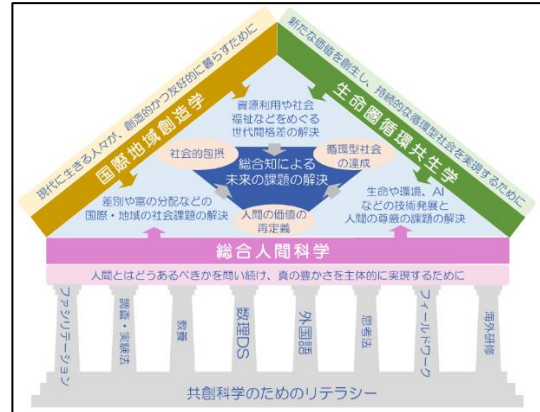 現代に生きる人々が、創造的かつ友好的に暮らすために
国際地域創造学
新たな価値を創生し、持続的な循環型社会を実現するために
生命圏循環共生学
資源利用や社会
福祉などをめぐる
世代間格差の解決
社会的包摂
循環型社会
の達成
総合知による
未来の課題の解決
人間の価値の
再定義
差別や富の分配などの
国際・地域の社会課題の解決
生命や環境、AI
などの技術発展と
人間の尊厳の課題の解決
総合人間科学
人間とはどうあるべきかを問い続け、真の豊かさを主体的に実現するために
ファシリテーション
調査・実験法
教養
数理DS
外国語
思考法
フィールドワーク
海外研修
共創科学のためのリテラシー